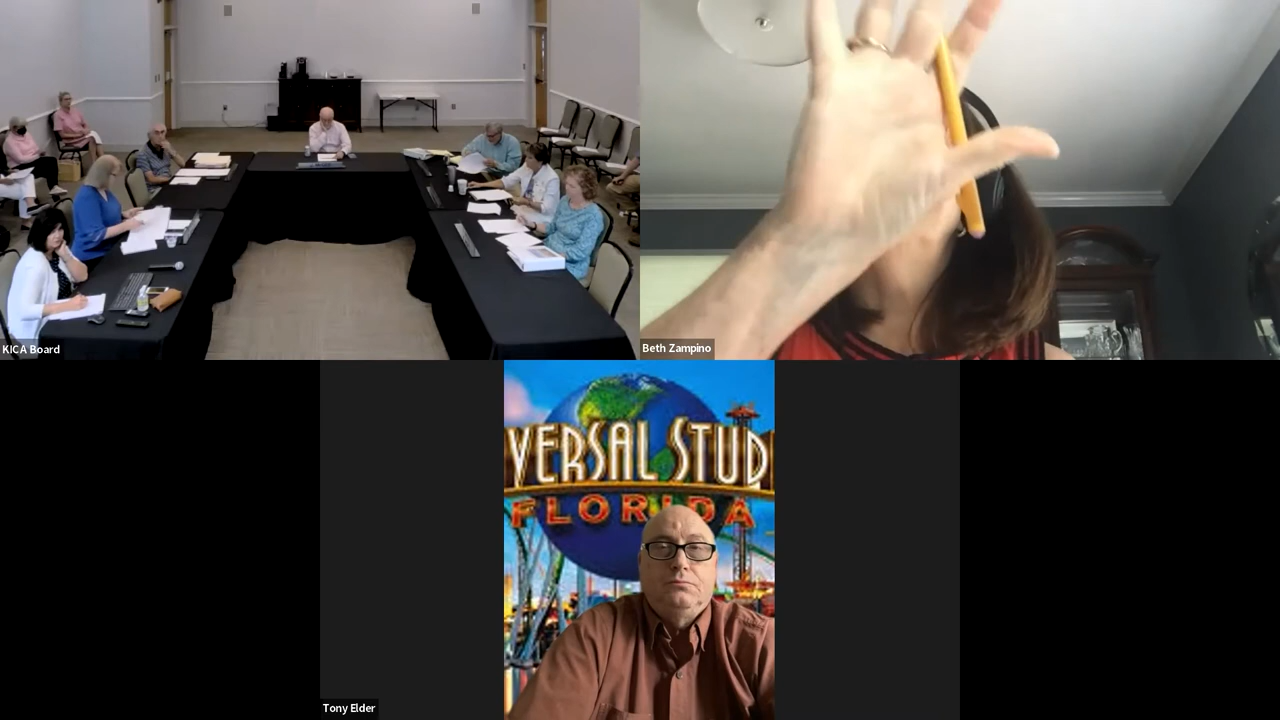 KICA Board
Beth Zampino
VERSAL STUD
FLORIDA
Tony Elder